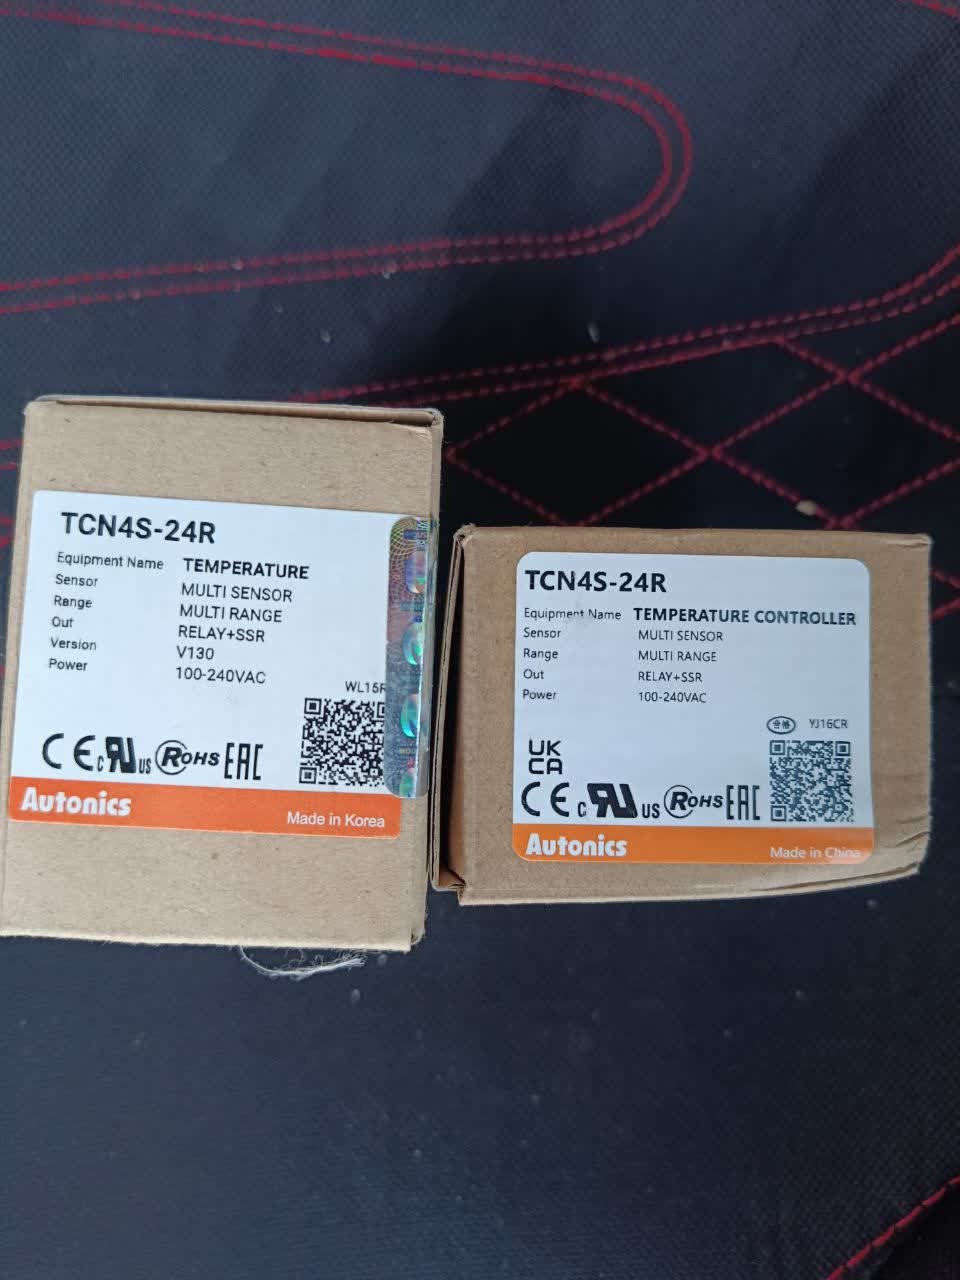 TCN4S-24R
Equipment Name TEMPERATURE
Sensor MULTI SENSOR
Range MULTI RANGE
Out RELAY+SSR
Version V130
Power 100-240VAC
WL15R
CE c RU US RoHS EAC
Autonics
Made in Korea
TCN4S-24R
Equipment Name TEMPERATURE CONTROLLER
Sensor MULTI SENSOR
Range MULTI RANGE
Out RELAY+SSR
Power 100-240VAC
合格 YJ16CR
UK
CA
CE c RU US RoHS EAC
Autonics
Made in China